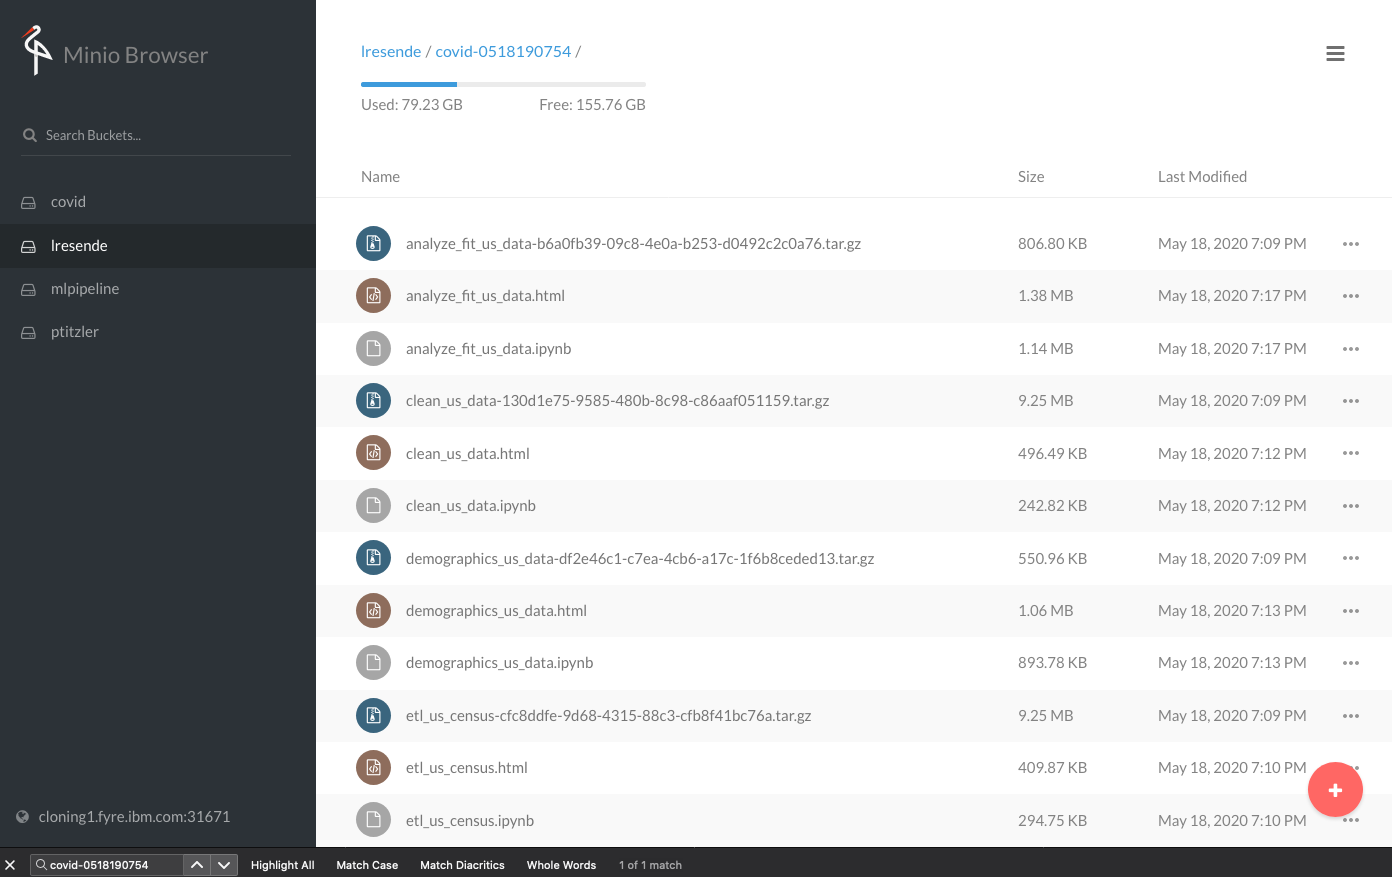 Minio Browser
Search Buckets...
covid
lresende
mlpipeline
ptitzler
cloning1.fyre.ibm.com:31671
lresende / covid-0518190754 /
Used: 79.23 GB Free: 155.76 GB
Name Size Last Modified
analyze_fit_us_data-b6a0fb39-09c8-4e0a-b253-d0492c2c0a76.tar.gz 806.80 KB May 18, 2020 7:09 PM
analyze_fit_us_data.html 1.38 MB May 18, 2020 7:17 PM
analyze_fit_us_data.ipynb 1.14 MB May 18, 2020 7:17 PM
clean_us_data-130d1e75-9585-480b-8c98-c86aaf051159.tar.gz 9.25 MB May 18, 2020 7:09 PM
clean_us_data.html 496.49 KB May 18, 2020 7:12 PM
clean_us_data.ipynb 242.82 KB May 18, 2020 7:12 PM
demographics_us_data-df2e46c1-c7ea-4cb6-a17c-1f6b8ceded13.tar.gz 550.96 KB May 18, 2020 7:09 PM
demographics_us_data.html 1.06 MB May 18, 2020 7:13 PM
demographics_us_data.ipynb 893.78 KB May 18, 2020 7:13 PM
etl_us_census-cfc8ddfe-9d68-4315-88c3-cfb8f41bc76a.tar.gz 9.25 MB May 18, 2020 7:09 PM
etl_us_census.html 409.87 KB May 18, 2020 7:10 PM
etl_us_census.ipynb 294.75 KB May 18, 2020 7:10 PM
covid-0518190754 Highlight All Match Case Match Diacritics Whole Words 1 of 1 match